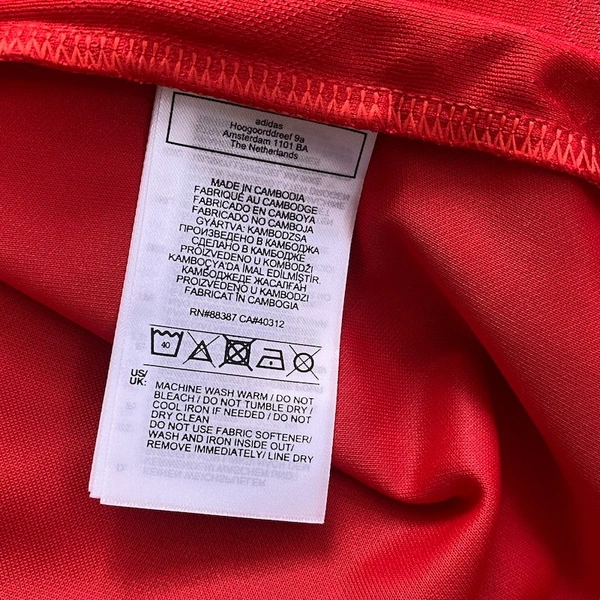 adidas
Hoogoorddreef 9a
Amsterdam 1101 BA
The Netherlands
MADE IN CAMBODIA
FABRIQUÉ AU CAMBODGE
FABRICADO EN CAMBOYA
FABRICADO NO CAMBOJA
GYÁRTVA: KAMBODZSA
ПРОИЗВЕДЕНО В КАМБОДЖА
СДЕЛАНО В КАМБОДЖЕ
PROIZVEDENO U KOMBODŽI
KAMBOÇYA'DA İMAL EDİLMİŞTİR.
КАМБОДЖЕДЕ ЖАСАЛҒАН
PROIZVEDENO U KAMBODŽI
FABRICAT ÎN CAMBOGIA
RN#88387 CA#40312
40
US/
UK:
MACHINE WASH WARM / DO NOT
BLEACH / DO NOT TUMBLE DRY /
COOL IRON IF NEEDED / DO NOT
DRY CLEAN
DO NOT USE FABRIC SOFTENER/
WASH AND IRON INSIDE OUT/
REMOVE IMMEDIATELY/ LINE DRY